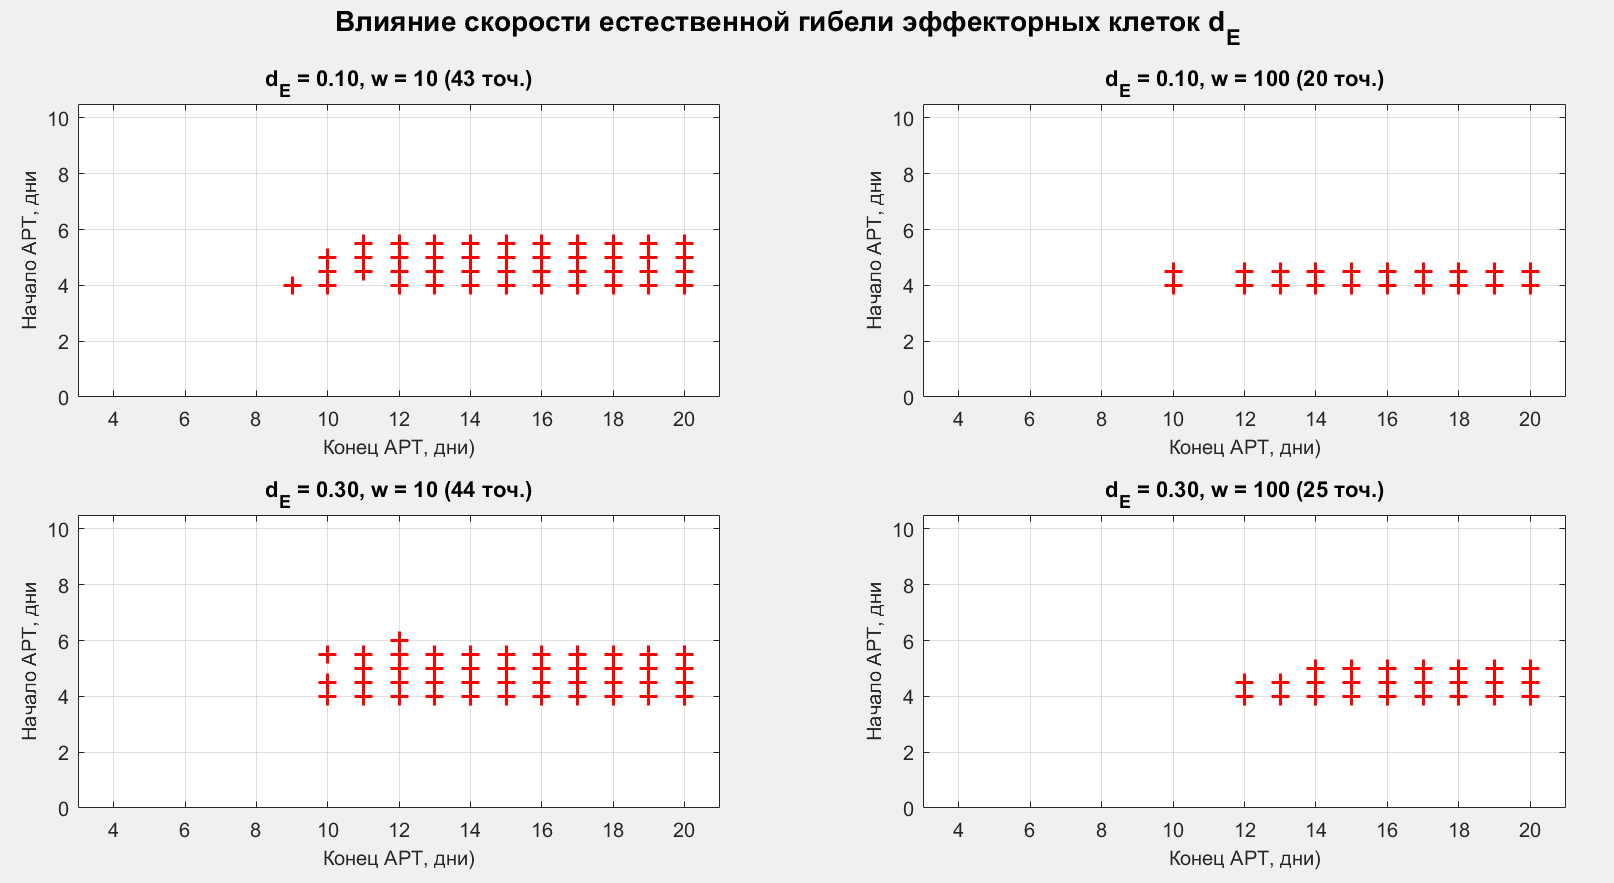 Влияние скорости естественной гибели эффекторных клеток d_E
d_E = 0.10, w = 10 (43 точ.)
10
8
6
4
2
0
Начало АРТ, дни
4 6 8 10 12 14 16 18 20
Конец АРТ, дни)
d_E = 0.10, w = 100 (20 точ.)
10
8
6
4
2
0
Начало АРТ, дни
4 6 8 10 12 14 16 18 20
Конец АРТ, дни)
d_E = 0.30, w = 10 (44 точ.)
10
8
6
4
2
0
Начало АРТ, дни
4 6 8 10 12 14 16 18 20
Конец АРТ, дни)
d_E = 0.30, w = 100 (25 точ.)
10
8
6
4
2
0
Начало АРТ, дни
4 6 8 10 12 14 16 18 20
Конец АРТ, дни)